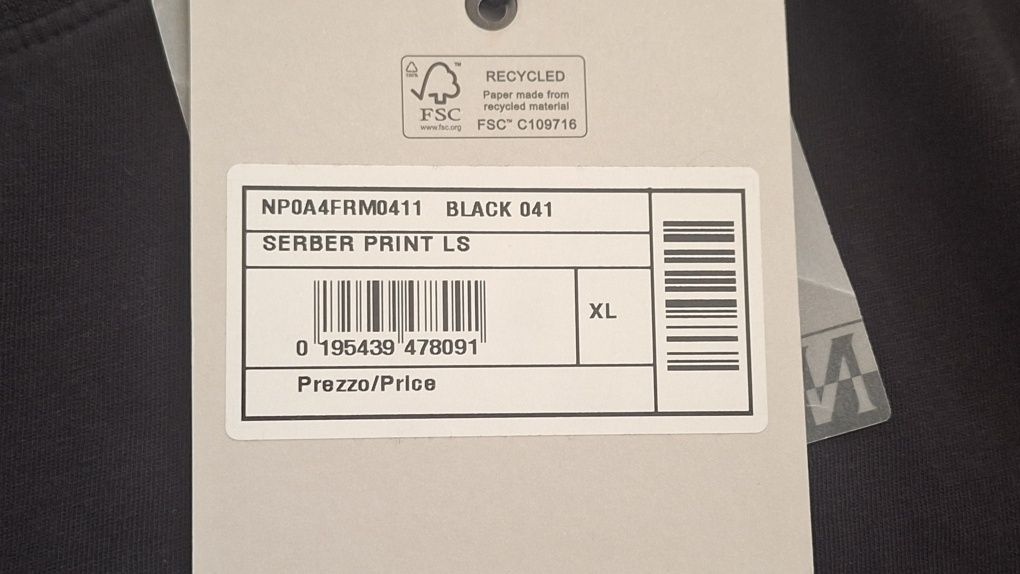 100%
FSC
™
www.fsc.org
RECYCLED
Paper made from
recycled material
FSC™ C109716
NP0A4FRM0411 BLACK 041
SERBER PRINT LS
XL
0 195439 478091
Prezzo/Price
N